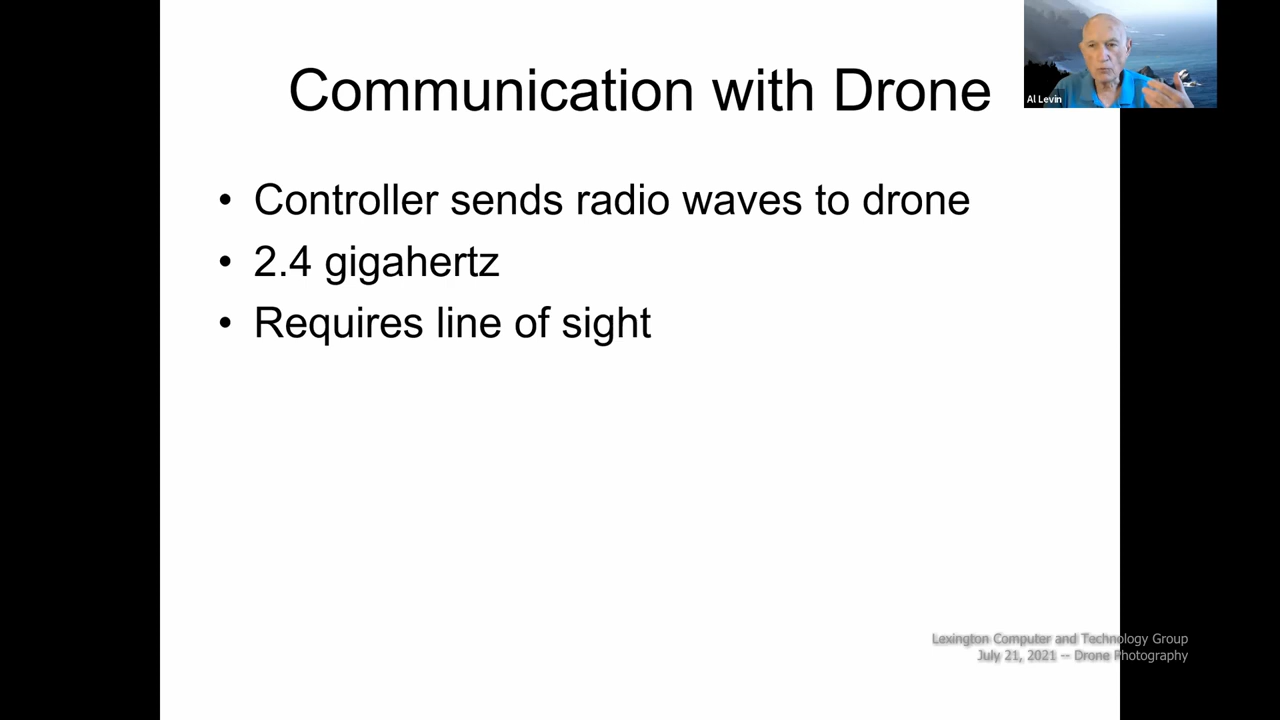 Communication with Drone
Al Levin
• Controller sends radio waves to drone
• 2.4 gigahertz
• Requires line of sight
Lexington Computer and Technology Group
July 21, 2021 -- Drone Photography